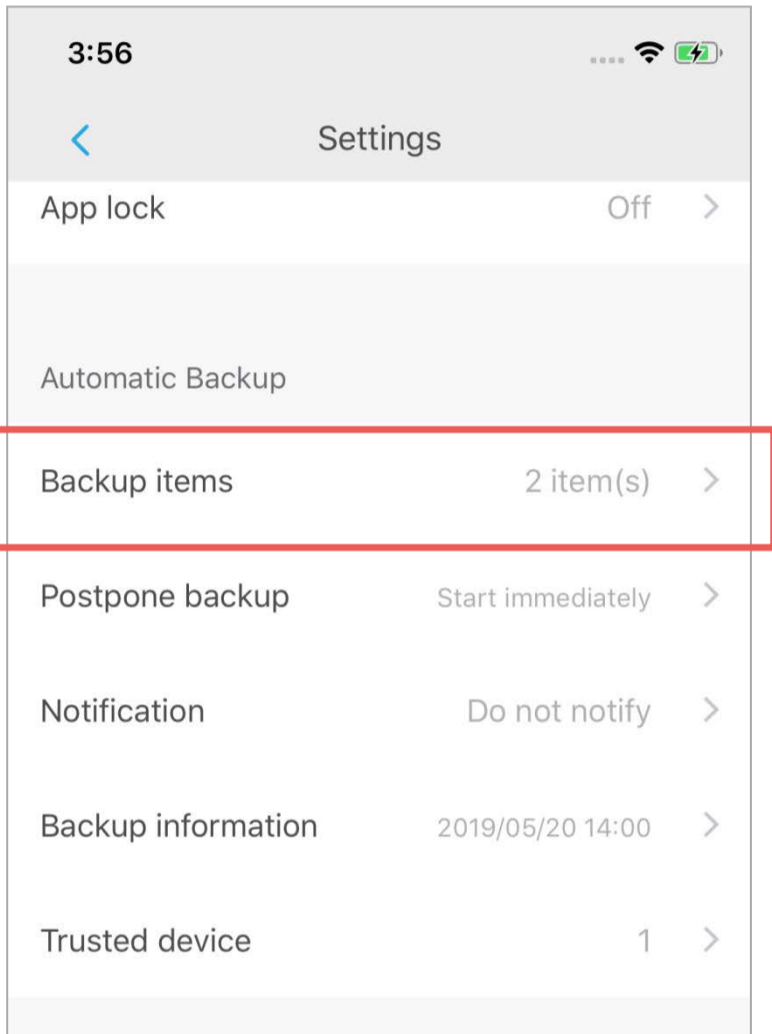 3:56
Settings
App lock Off
Automatic Backup
Backup items 2 item(s)
Postpone backup Start immediately
Notification Do not notify
Backup information 2019/05/20 14:00
Trusted device 1